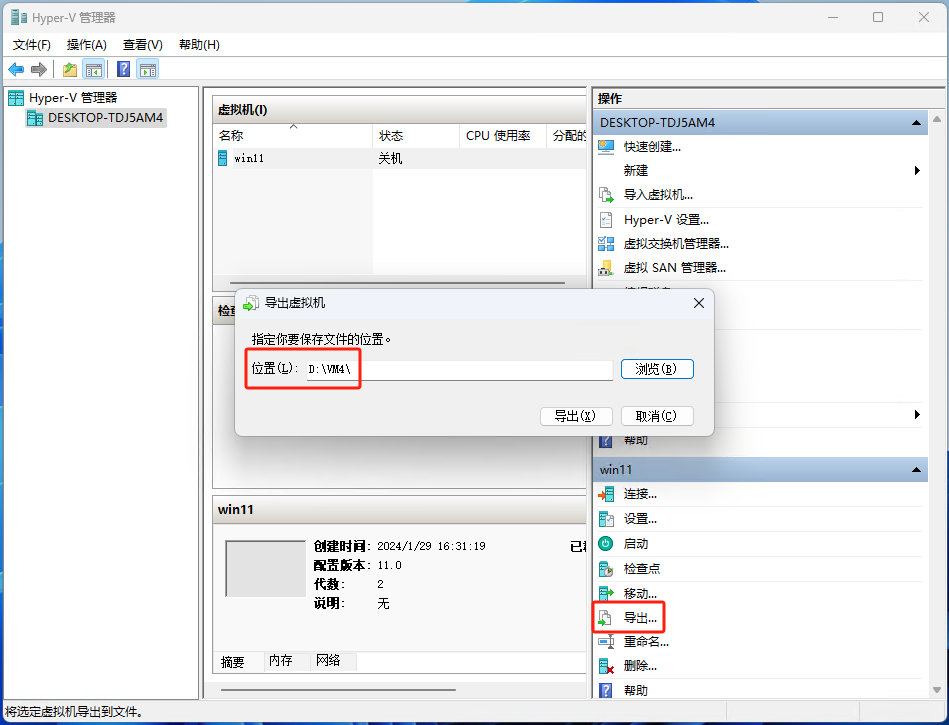 Hyper-V 管理器
文件(F) 操作(A) 查看(V) 帮助(H)
Hyper-V 管理器
DESKTOP-TDJ5AM4
虚拟机(I)
名称 状态 CPU 使用率 分配的
win11 关机
导出虚拟机
指定你要保存文件的位置。
位置(L): D:\VM4\ 浏览(B)
导出(X) 取消(C)
win11
创建时间: 2024/1/29 16:31:19
配置版本: 11.0
代数: 2
说明: 无
摘要 内存 网络
操作
DESKTOP-TDJ5AM4
快速创建...
新建
导入虚拟机...
Hyper-V 设置...
虚拟交换机管理器...
虚拟 SAN 管理器...
帮助
win11
连接...
设置...
启动
检查点
移动...
导出...
重命名...
删除...
帮助
将选定虚拟机导出到文件。